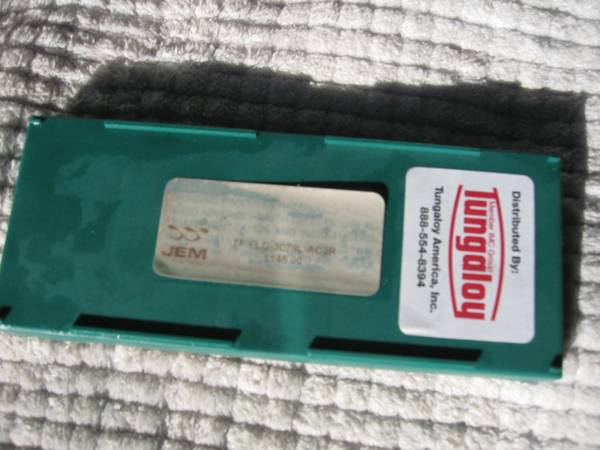 JEM
Distributed By:
Tungaloy
Member IMC Group
Tungaloy America, Inc.
888-554-8394